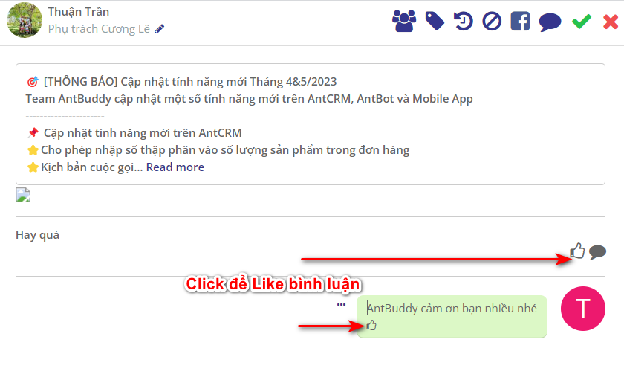 Thuận Trần
Phụ trách Cương Lê
[THÔNG BÁO] Cập nhật tính năng mới Tháng 4&5/2023
Team AntBuddy cập nhật một số tính năng mới trên AntCRM, AntBot và Mobile App
----------------------
Cập nhật tính năng mới trên AntCRM
Cho phép nhập số thập phân vào số lượng sản phẩm trong đơn hàng
Kịch bản cuộc gọi... Read more
Hay quá
Click để Like bình luận
AntBuddy cảm ơn bạn nhiều nhé
T